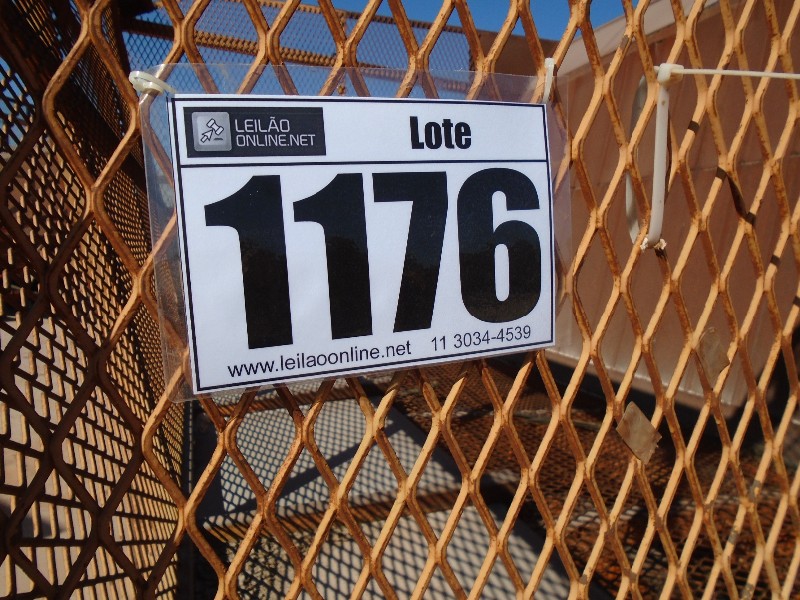 LEILÃO
ONLINE.NET
Lote
1176
www.leilaoonline.net 11 3034-4539